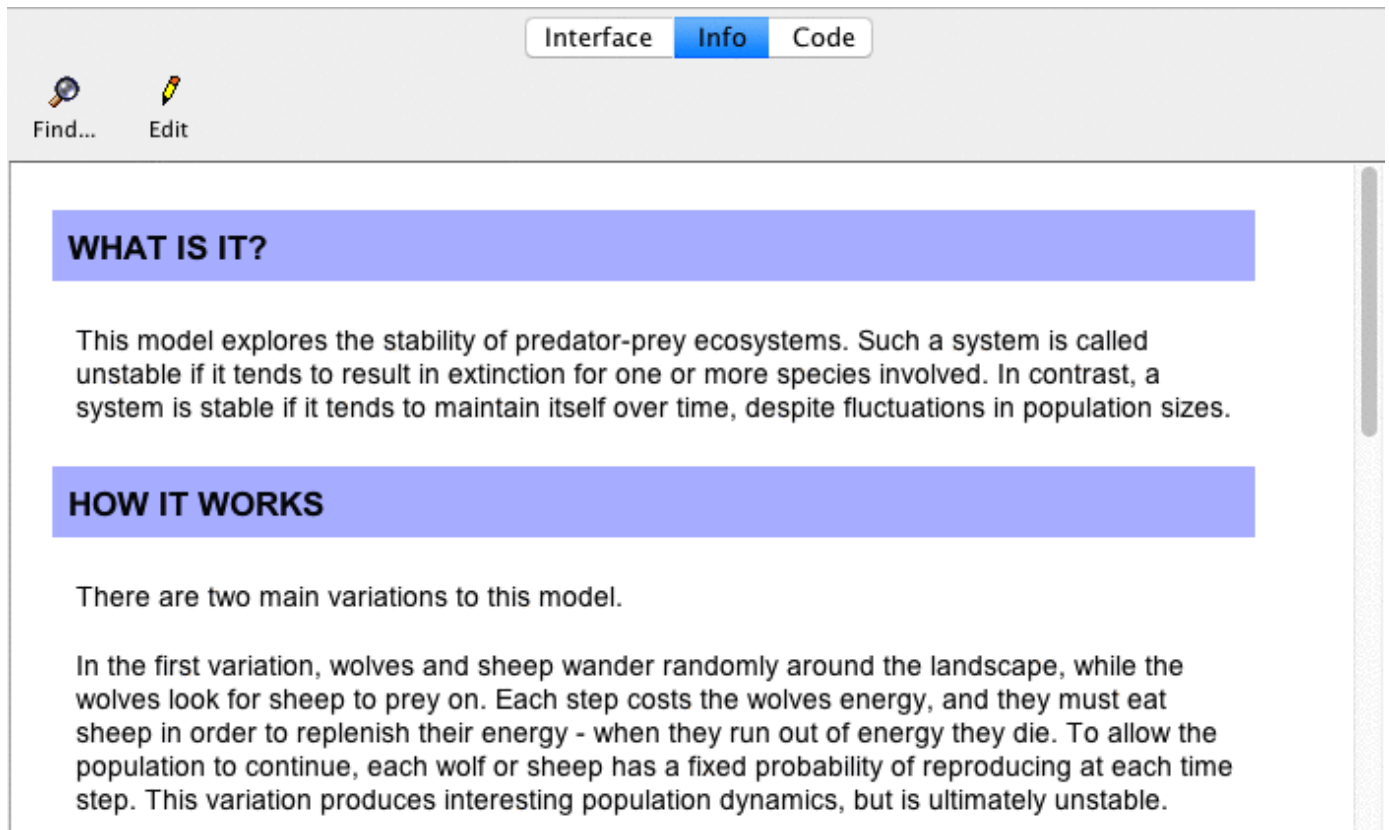 Interface Info Code
Find... Edit
WHAT IS IT?
This model explores the stability of predator-prey ecosystems. Such a system is called
unstable if it tends to result in extinction for one or more species involved. In contrast, a
system is stable if it tends to maintain itself over time, despite fluctuations in population sizes.
HOW IT WORKS
There are two main variations to this model.
In the first variation, wolves and sheep wander randomly around the landscape, while the
wolves look for sheep to prey on. Each step costs the wolves energy, and they must eat
sheep in order to replenish their energy - when they run out of energy they die. To allow the
population to continue, each wolf or sheep has a fixed probability of reproducing at each time
step. This variation produces interesting population dynamics, but is ultimately unstable.